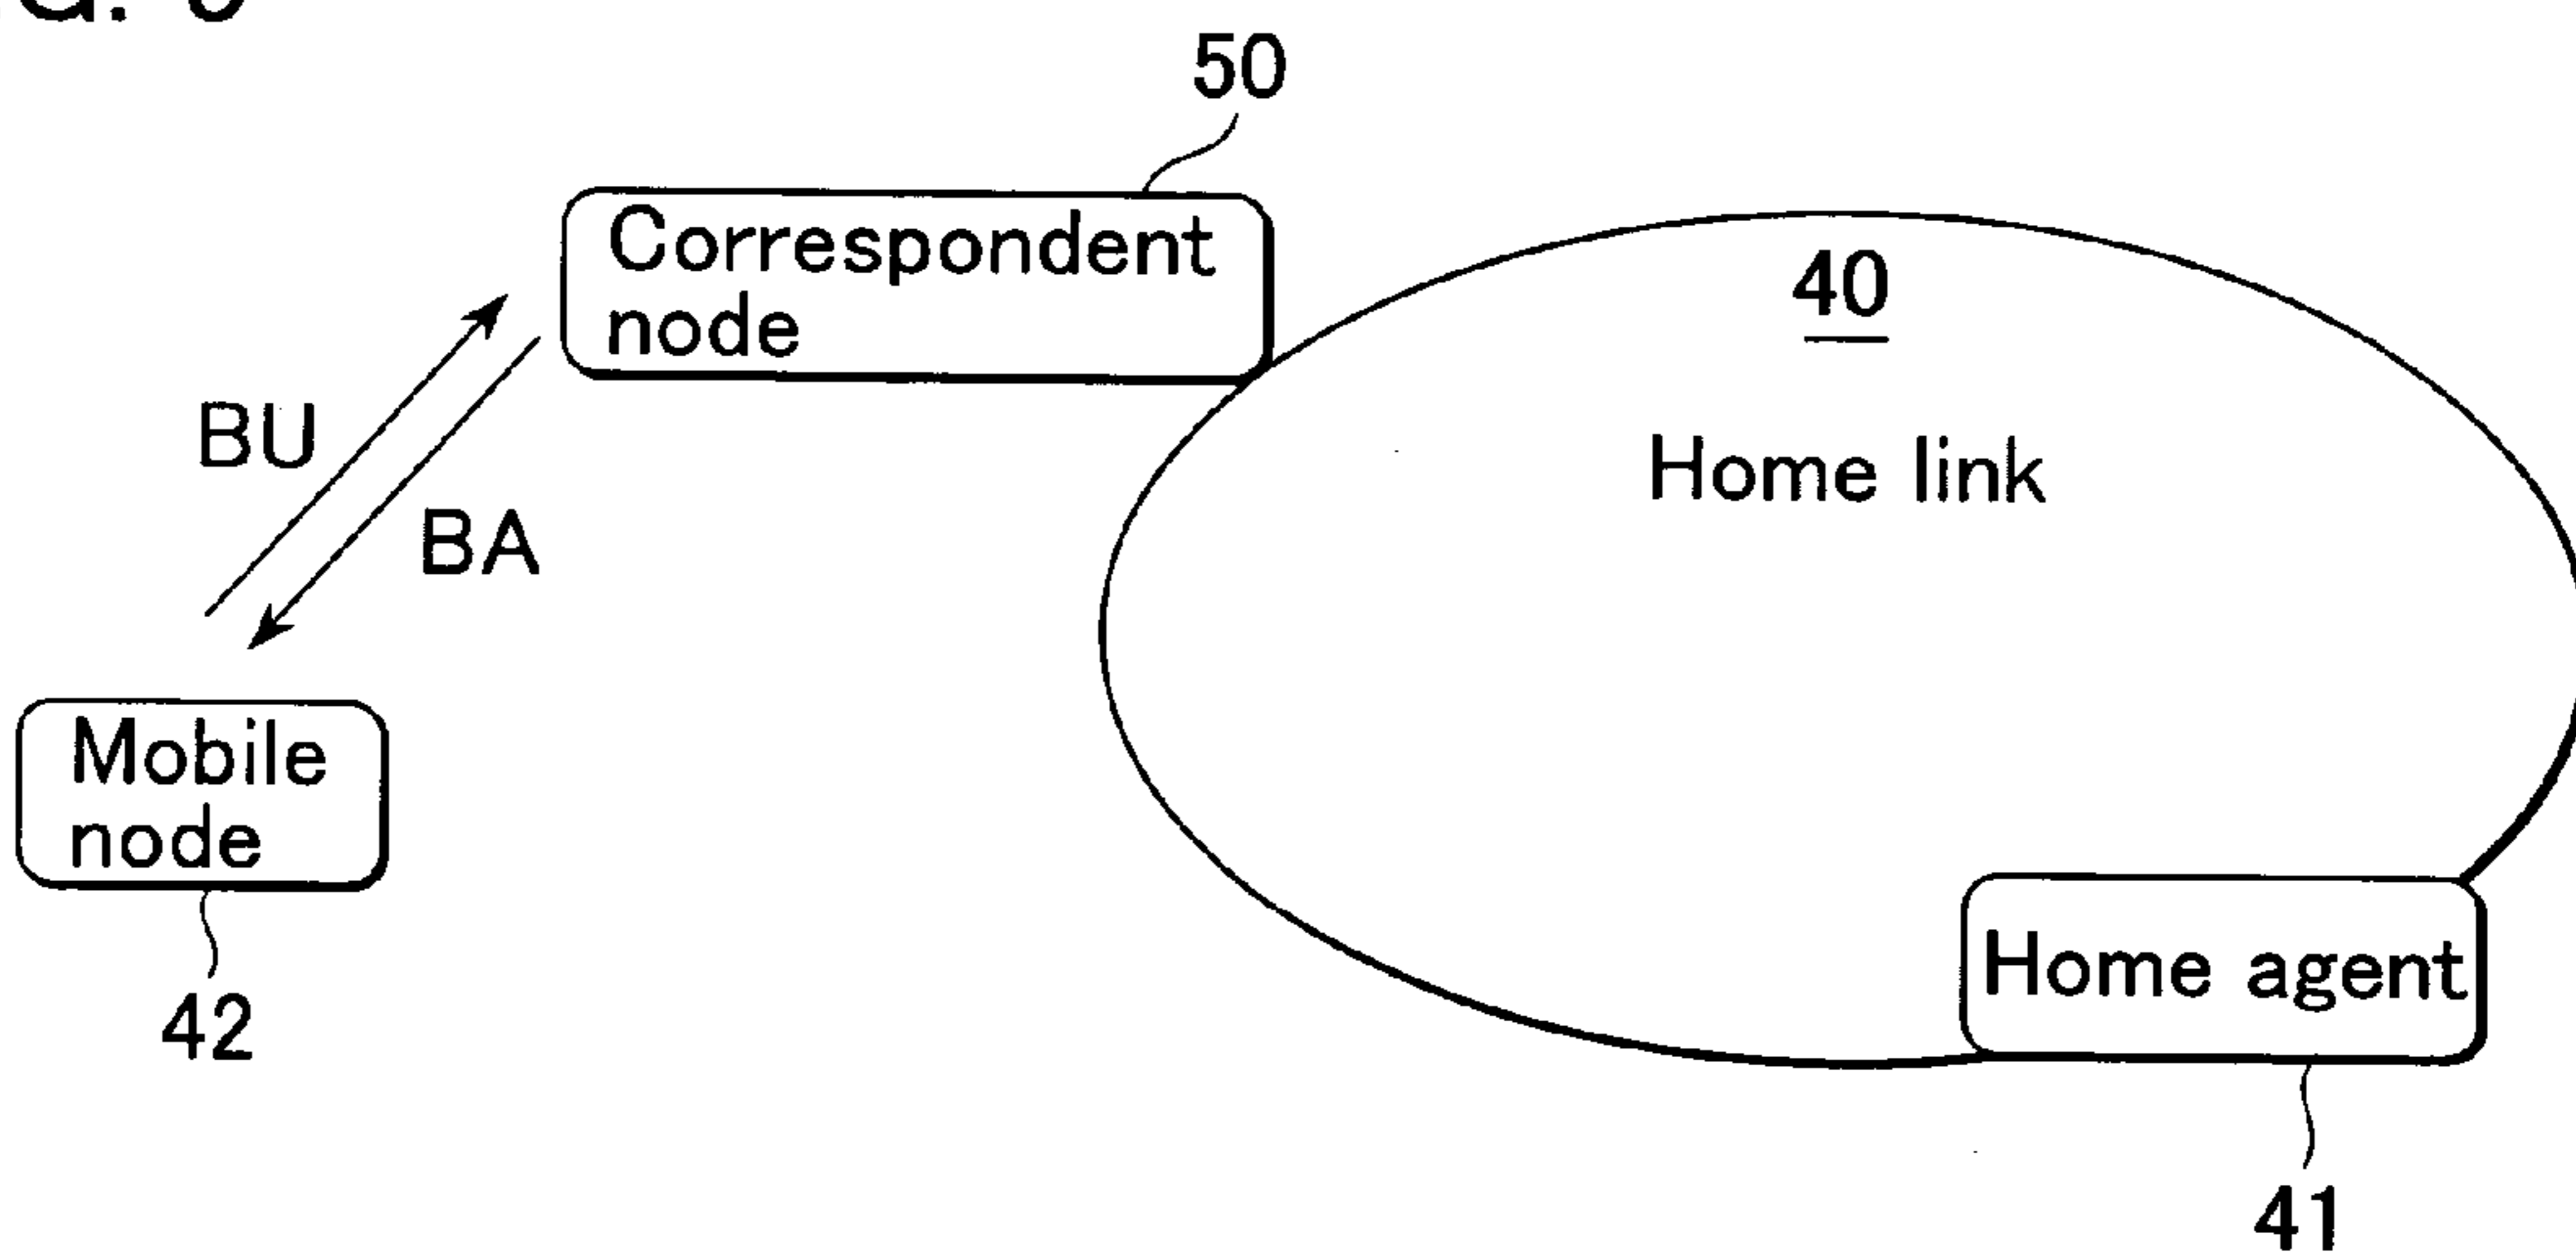 50
Correspondent
node
40
Home link
BU
BA
Mobile
node
42
Home agent
41